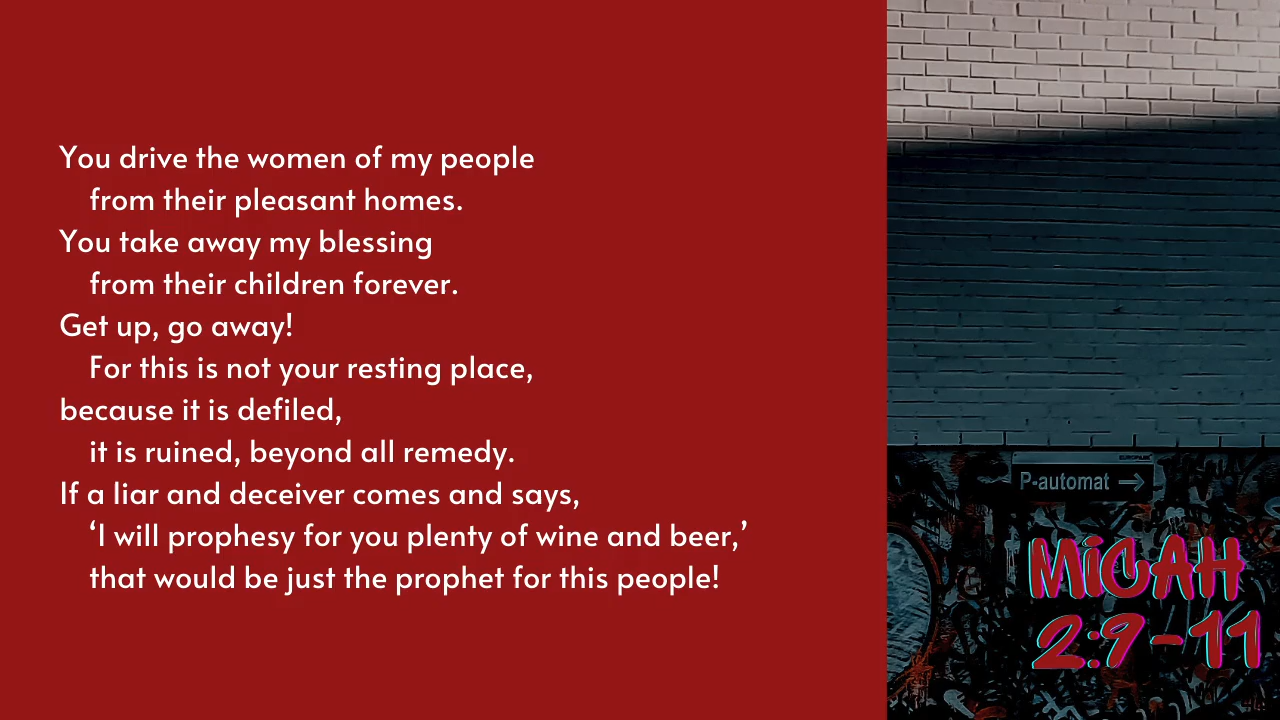 You drive the women of my people
from their pleasant homes.
You take away my blessing
from their children forever.
Get up, go away!
For this is not your resting place,
because it is defiled,
it is ruined, beyond all remedy.
If a liar and deceiver comes and says,
‘I will prophesy for you plenty of wine and beer,’
that would be just the prophet for this people!
EUROPARK
P-automat →
MiCAH
2:9-11